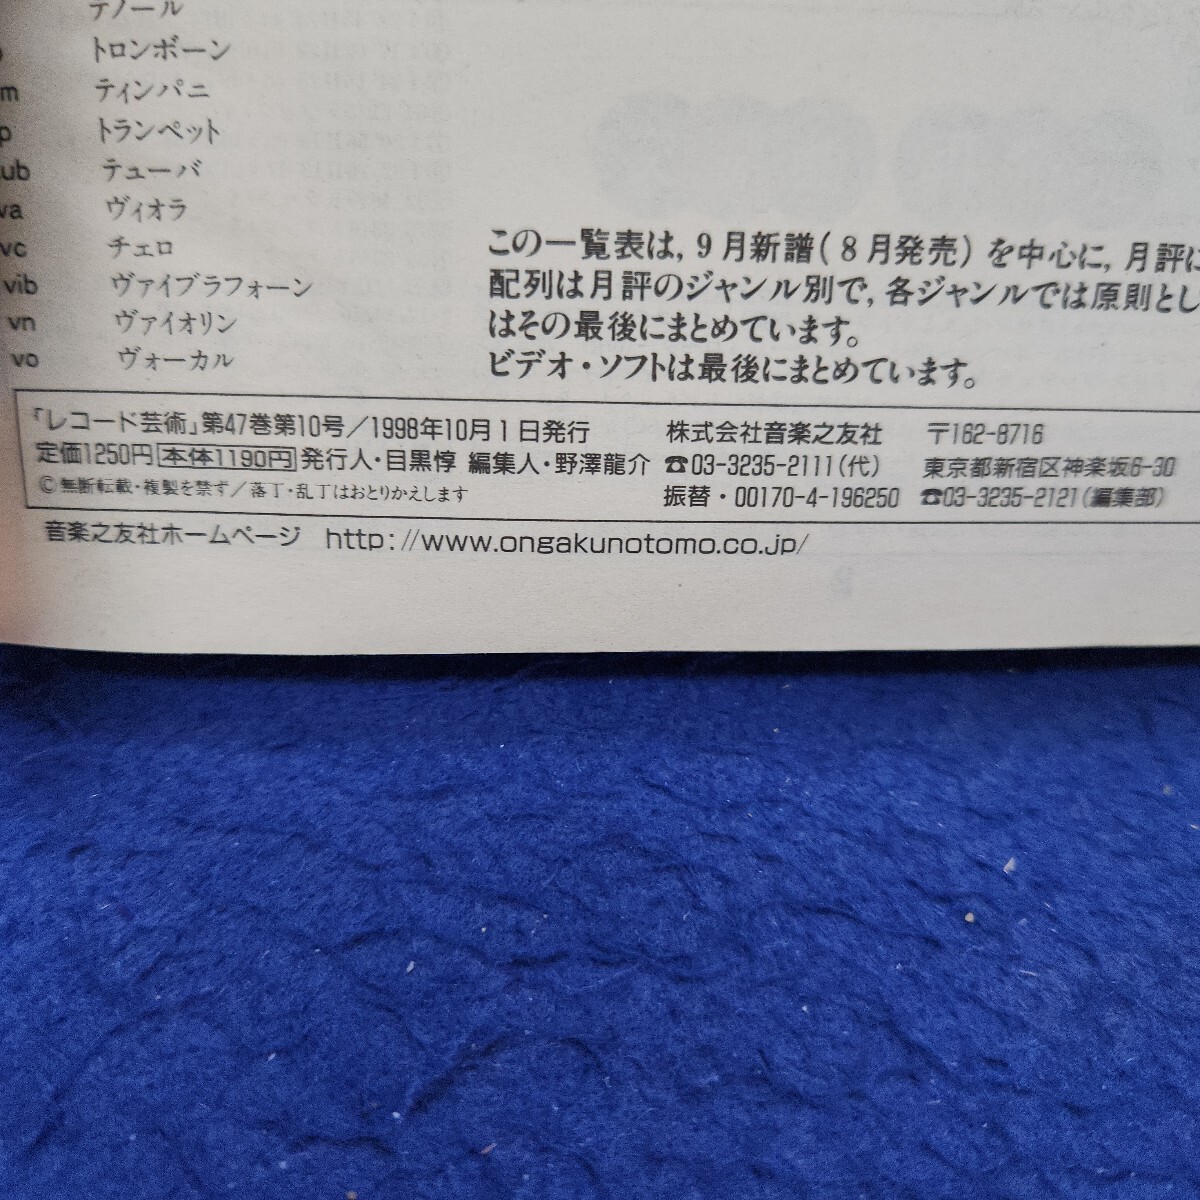 テノール
トロンボーン
m ティンパニ
p トランペット
ub テューバ
va ヴィオラ
vc チェロ
vib ヴァイブラフォーン
vn ヴァイオリン
vo ヴォーカル
この一覧表は,9月新譜(8月発売)を中心に,月評に
配列は月評のジャンル別で,各ジャンルでは原則とし
はその最後にまとめています。
ビデオ・ソフトは最後にまとめています。
「レコード芸術」第47巻第10号/1998年10月1日発行
定価1250円 本体1190円 発行人・目黒惇 編集人・野澤龍介
©無断転載・複製を禁ず/落丁・乱丁はおとりかえします
株式会社音楽之友社 〒162-8716
☎03-3235-2111(代) 東京都新宿区神楽坂6-30
振替・00170-4-196250 ☎03-3235-2121(編集部)
音楽之友社ホームページ http://www.ongakunotomo.co.jp/